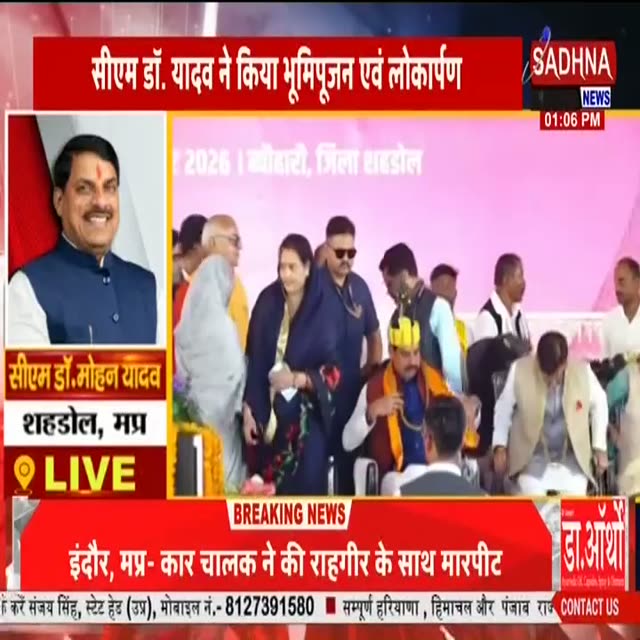 सीएम डॉ. यादव ने किया भूमिपूजन एवं लोकार्पण
SADHNA
NEWS
01:06 PM
2026 | ब्यौहारी, जिला शहडोल
सीएम डॉ.मोहन यादव
शहडोल, मप्र
LIVE
BREAKING NEWS
इंदौर, मप्र- कार चालक ने की राहगीर के साथ मारपीट
डा.ऑर्थो
CONTACT US
करें संजय सिंह, स्टेट हेड (उप्र), मोबाइल नं.- 8127391580 ■ सम्पूर्ण हरियाणा, हिमाचल और पंजाब